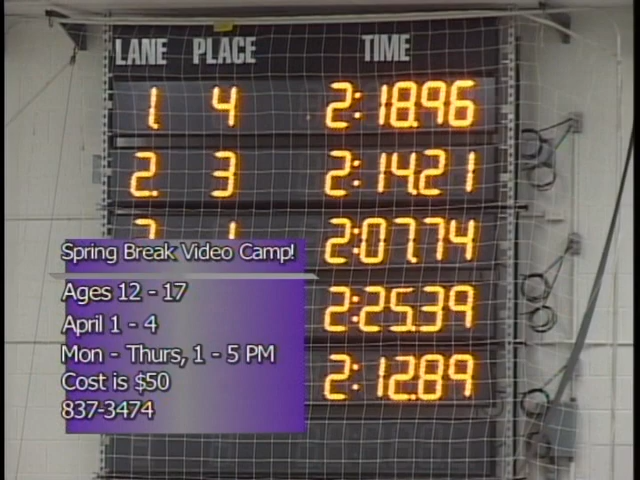 LANE PLACE TIME
1 4 2:18.96
2. 3 2:14.21
3 1 2:07.74
2:25.39
2:12.89
Spring Break Video Camp!
Ages 12 - 17
April 1 - 4
Mon - Thurs, 1 - 5 PM
Cost is $50
837-3474